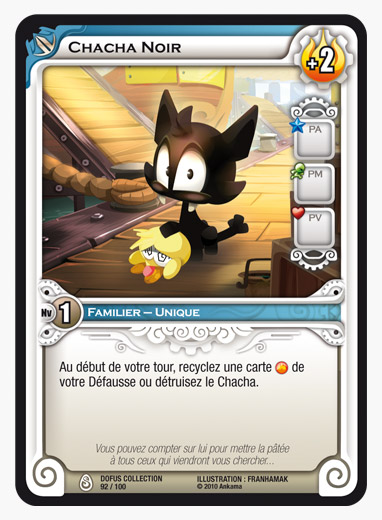 Chacha Noir
+2
PA
PM
PV
Nv 1
Familier – Unique
Au début de votre tour, recyclez une carte de
votre Défausse ou détruisez le Chacha.
Vous pouvez compter sur lui pour mettre la pâtée
à tous ceux qui viendront vous chercher...
DOFUS COLLECTION
92 / 100
ILLUSTRATION : FRANHAMAK
© 2010 Ankama